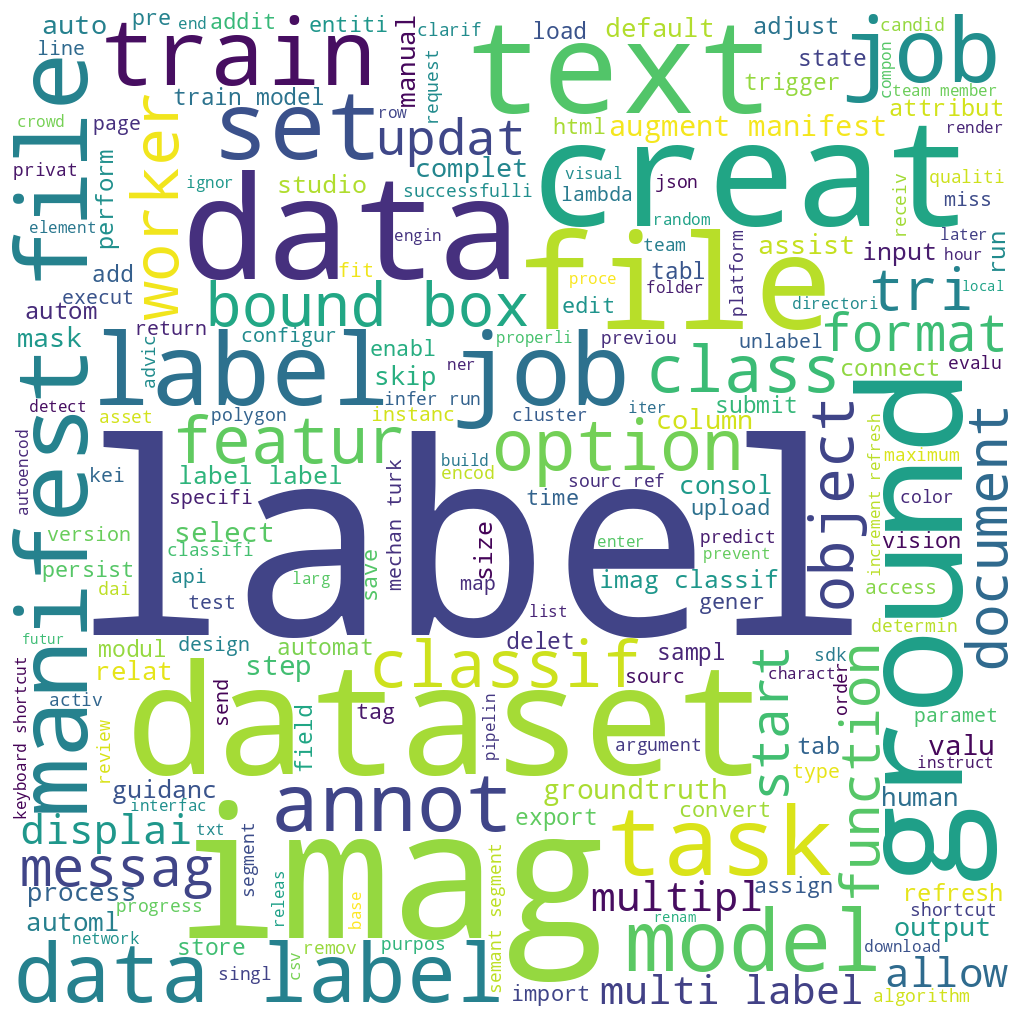 auto
pre
end
addit
entiti
clarif
load
default
adjust
candid
line
train
manual
request
text
state
job
compon
team member
file
train model
row
trigger
attribut
crowd
page
worker
set
updat
html
augment manifest
render
privat
perform
ignor
studio
complet
successfulli
creat
visual
lambda
json
receiv
qualiti
miss
element
data
engin
random
team
platform
assist
input
later
hour
run
add
fit
file
proce
tabl
folder
execut
bound box
edit
directori
tri
local
autom
return
configur
properli
previou
unlabel
format
mask
advic
label job
enabl
ner
class
connect
evalu
manifest
skip
infer run
detect
asset
polygon
instanc
cluster
iter
column
submit
object
ground
document
autoencod
featur
option
increment refresh
maximum
kei
label label
build
encod
sourc ref
consol
specifi
mechan turk
time
upload
color
version
select
size
predict
vision
classifi
label
enter
prevent
persist
save
api
larg
map
imag classif
access
dai
test
list
gener
futur
modul
design
automat
delet
determin
keyboard shortcut
relat
step
classif
sampl
start
sdk
function
activ
send
dataset
sourc
charact
order
tag
field
pipelin
paramet
review
argument
tab
valu
type
instruct
guidanc
annot
groundtruth
human
interfac
convert
displai
txt
imag
export
task
messag
segment
semant segment
process
releas
base
multipl
assign
refresh
progress
shortcut
automl
renam
output
network
store
remov
purpos
model
download
data label
singl
csv
import
multi label
allow
algorithm